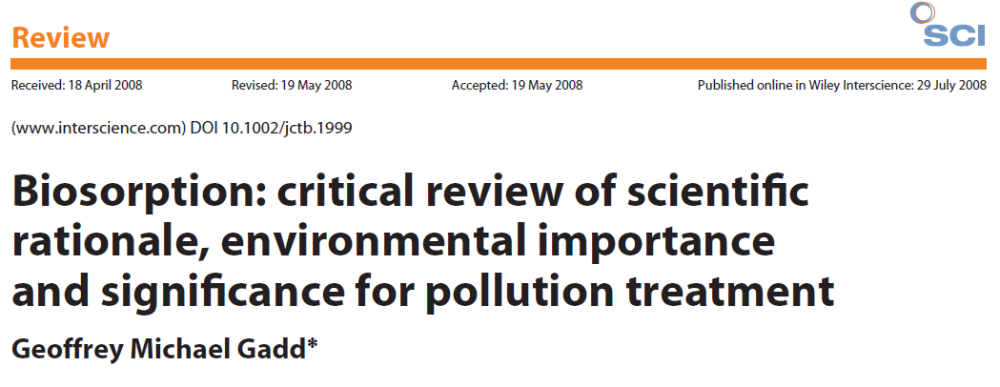 SCI
Review
Received: 18 April 2008 Revised: 19 May 2008 Accepted: 19 May 2008 Published online in Wiley Interscience: 29 July 2008
(www.interscience.com) DOI 10.1002/jctb.1999
Biosorption: critical review of scientific
rationale, environmental importance
and significance for pollution treatment
Geoffrey Michael Gadd*